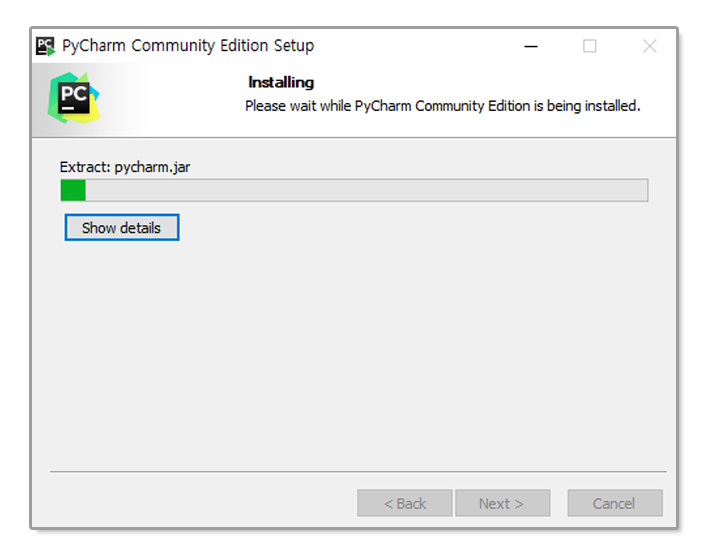 PC PyCharm Community Edition Setup
PC
Installing
Please wait while PyCharm Community Edition is being installed.
Extract: pycharm.jar
Show details
< Back
Next >
Cancel